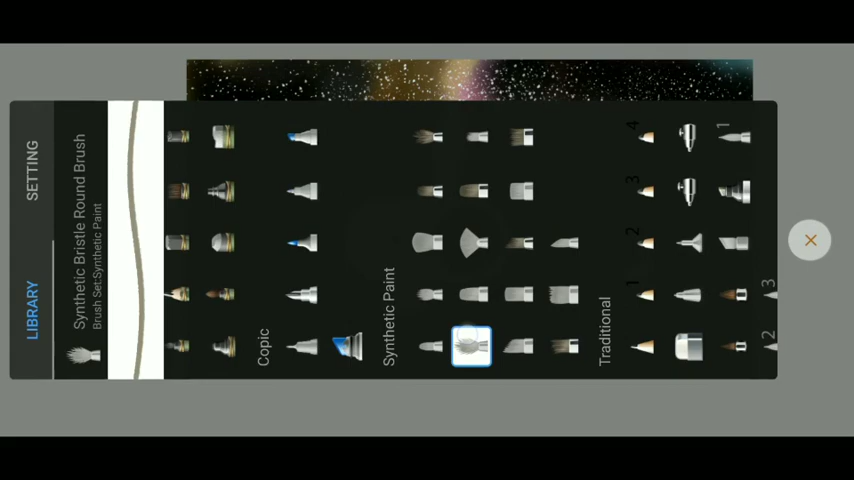 LIBRARY
SETTING
Synthetic Bristle Round Brush
Brush Set:Synthetic Paint
Copic
Synthetic Paint
Traditional
1
2
3
4
1
2
3